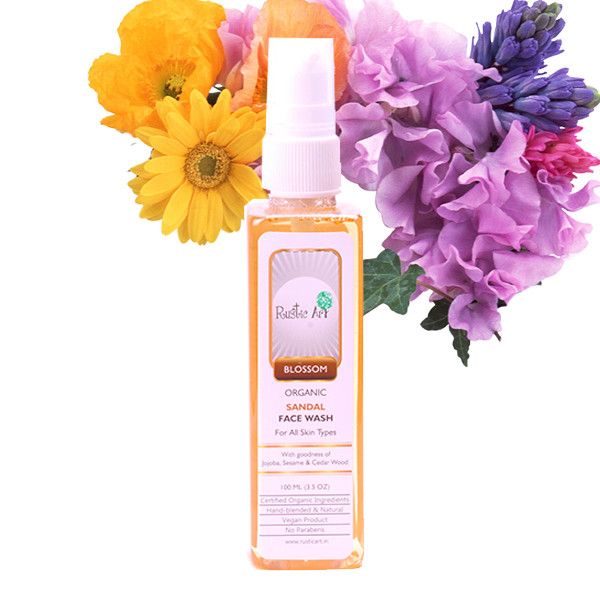 Rustic Art
BLOSSOM
ORGANIC
SANDAL
FACE WASH
For All Skin Types
With goodness of
Jojoba, Sesame & Cedar Wood
100 ML (3.5 OZ)
Certified Organic Ingredients
Hand-blended & Natural
Vegan Product
No Parabens
www.rusticart.in